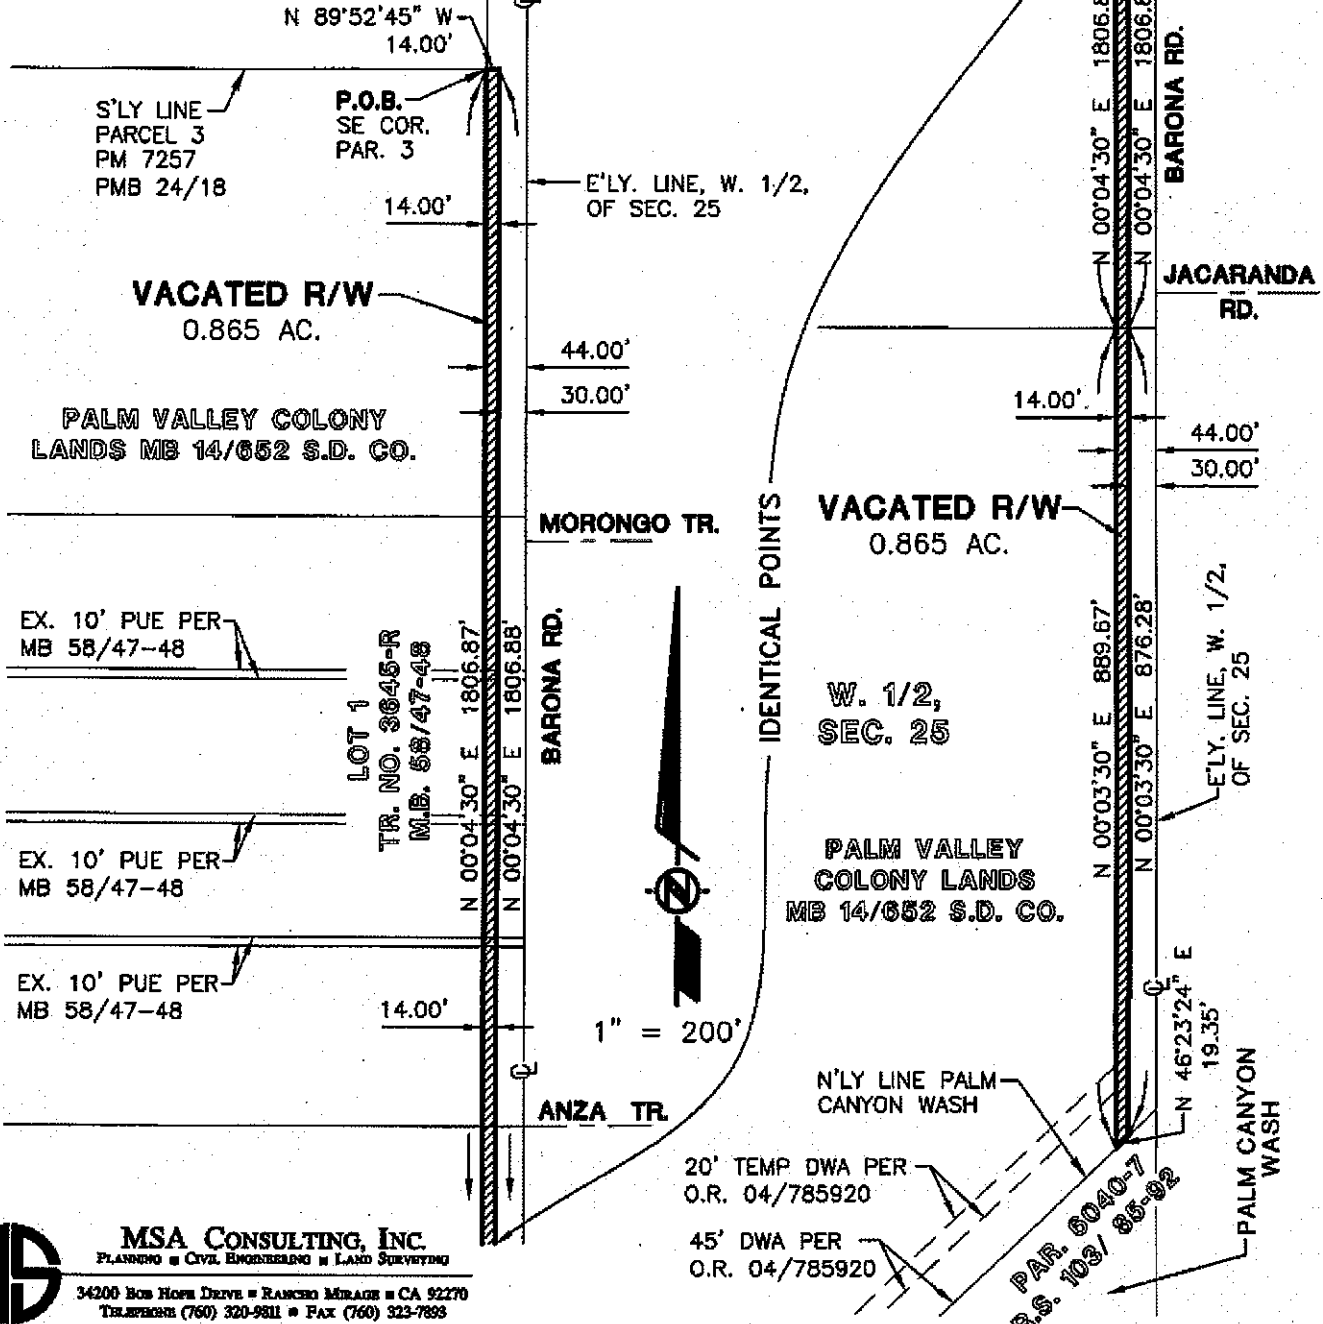 N 89°52'45" W
14.00'
S'LY LINE
PARCEL 3
PM 7257
PMB 24/18
P.O.B.
SE COR.
PAR. 3
E'LY. LINE, W. 1/2,
OF SEC. 25
14.00'
VACATED R/W
0.865 AC.
44.00'
30.00'
PALM VALLEY COLONY
LANDS MB 14/652 S.D. CO.
MORONGO TR.
EX. 10' PUE PER
MB 58/47-48
LOT 1
TR. NO. 3645-R
M.B. 58/47-48
N 00°04'30" E 1806.87'
N 00°04'30" E 1806.88'
BARONA RD.
EX. 10' PUE PER
MB 58/47-48
EX. 10' PUE PER
MB 58/47-48
14.00'
ANZA TR.
1" = 200'
N
IDENTICAL POINTS
N 00°04'30" E 1806.8
N 00°04'30" E 1806.8
BARONA RD.
JACARANDA
RD.
14.00'
44.00'
30.00'
VACATED R/W
0.865 AC.
N 00°03'30" E 889.67'
N 00°03'30" E 876.28'
E'LY. LINE, W. 1/2,
OF SEC. 25
W. 1/2,
SEC. 25
PALM VALLEY
COLONY LANDS
MB 14/652 S.D. CO.
CL
CL
N 46°23'24" E
19.35'
N'LY LINE PALM
CANYON WASH
PALM CANYON
WASH
20' TEMP DWA PER
O.R. 04/785920
45' DWA PER
O.R. 04/785920
PAR. 6040-7
.S. 103/ 85-92
MSA CONSULTING, INC.
PLANNING ■ CIVIL ENGINEERING ■ LAND SURVEYING
34200 BOB HOPE DRIVE ■ RANCHO MIRAGE ■ CA 92270
TELEPHONE (760) 320-9811 ■ FAX (760) 323-7893